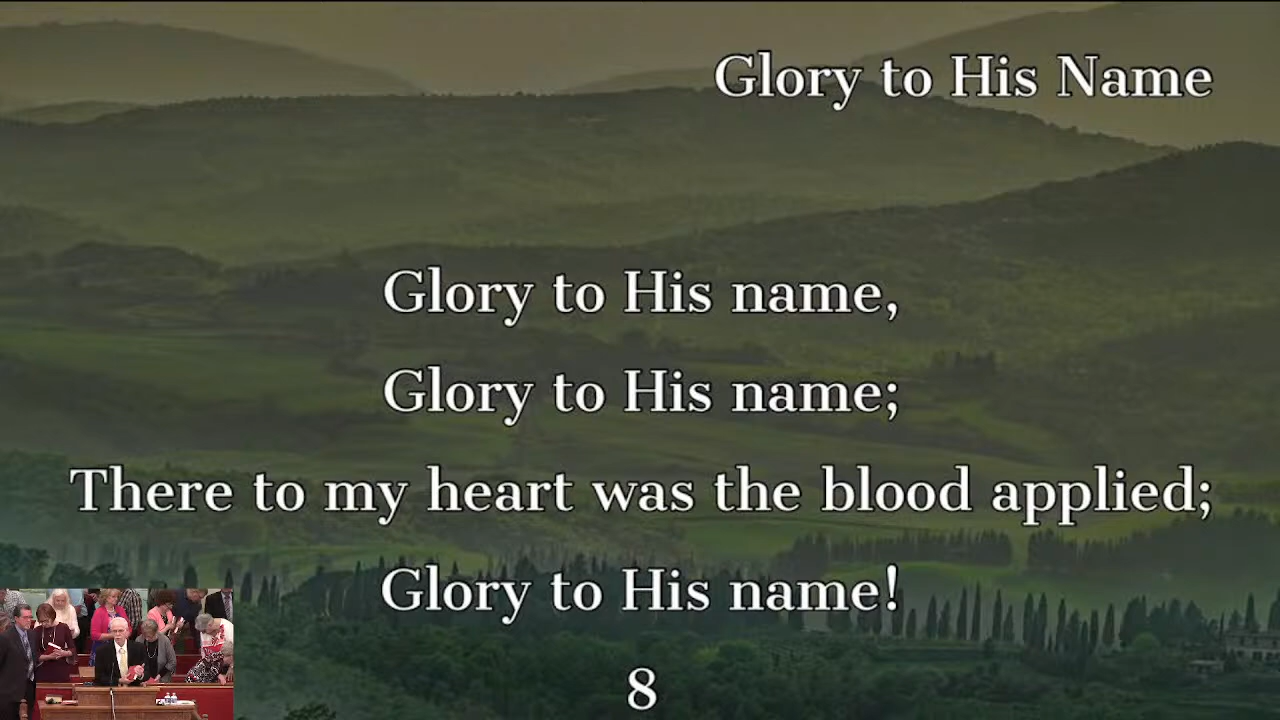 Glory to His Name
Glory to His name,
Glory to His name;
There to my heart was the blood applied;
Glory to His name!
8